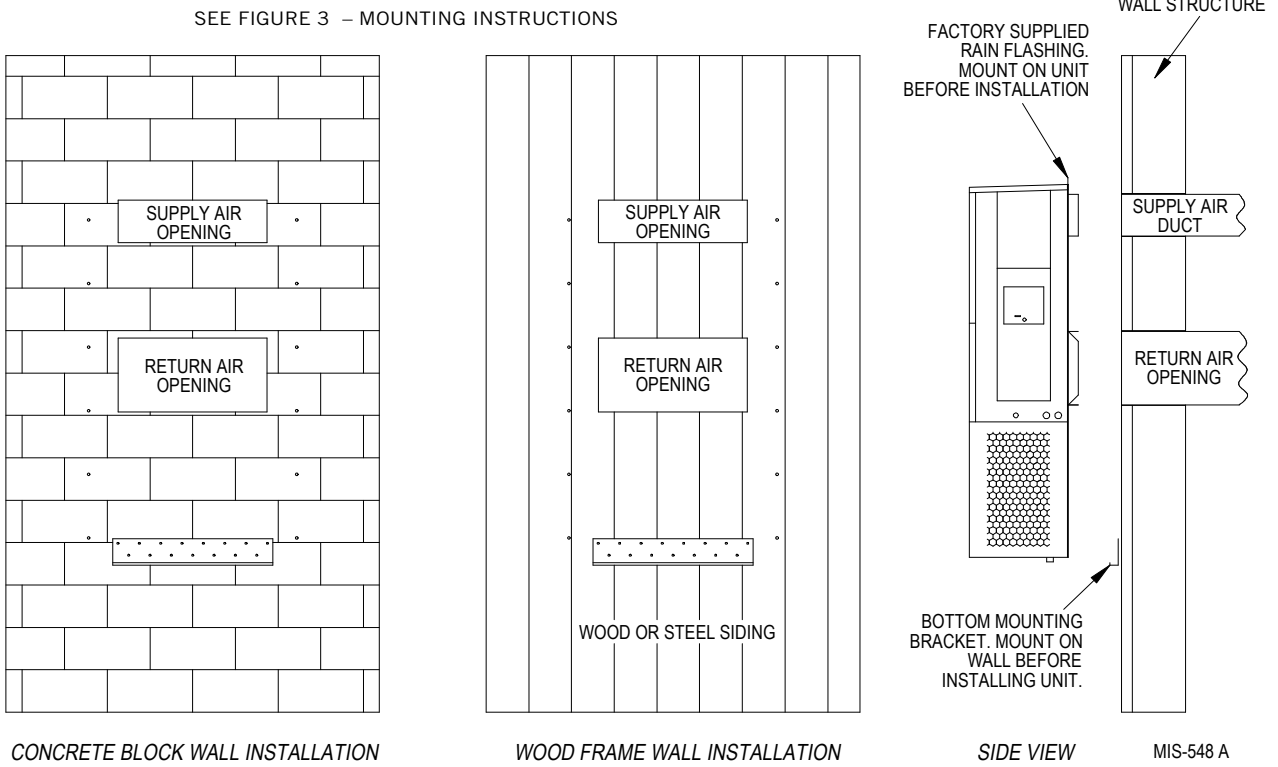 SEE FIGURE 3 – MOUNTING INSTRUCTIONS
WALL STRUCTURE
FACTORY SUPPLIED
RAIN FLASHING.
MOUNT ON UNIT
BEFORE INSTALLATION
SUPPLY AIR
OPENING
RETURN AIR
OPENING
SUPPLY AIR
OPENING
RETURN AIR
OPENING
WOOD OR STEEL SIDING
SUPPLY AIR
DUCT
RETURN AIR
OPENING
BOTTOM MOUNTING
BRACKET. MOUNT ON
WALL BEFORE
INSTALLING UNIT.
CONCRETE BLOCK WALL INSTALLATION
WOOD FRAME WALL INSTALLATION
SIDE VIEW
MIS-548 A